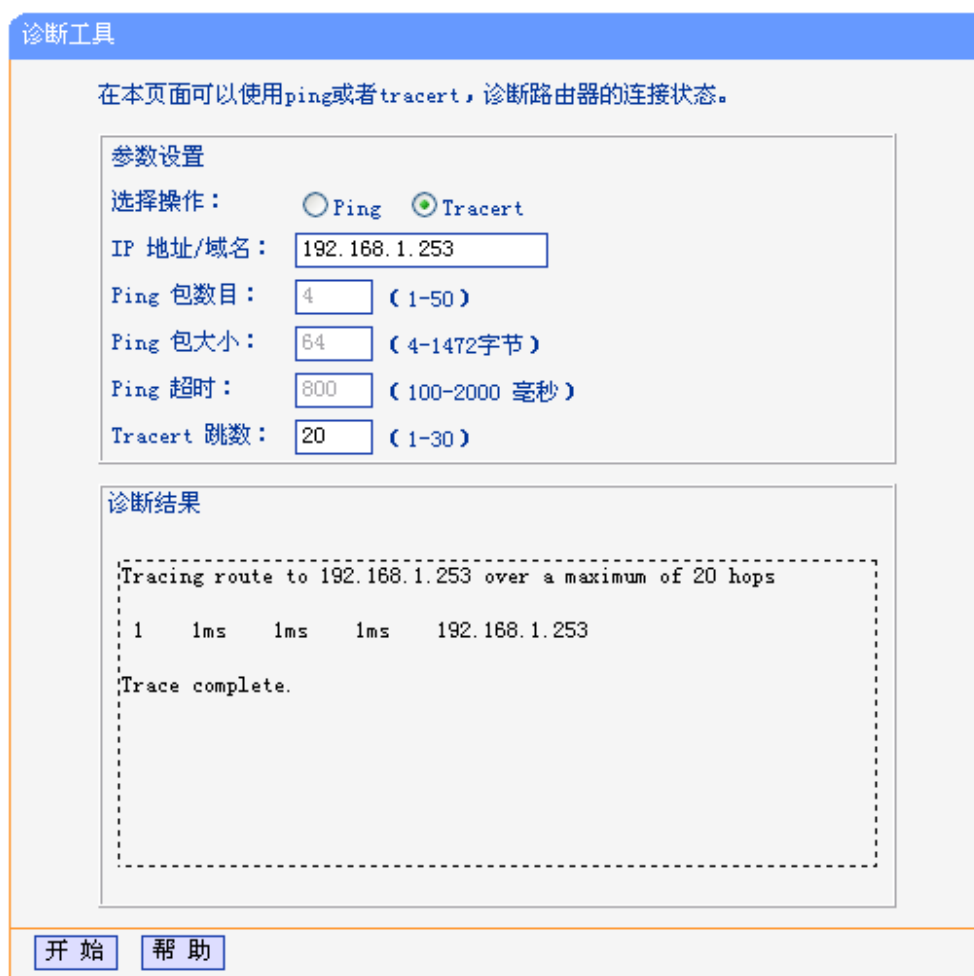 诊断工具
在本页面可以使用ping或者tracert，诊断路由器的连接状态。
参数设置
选择操作： Ping Tracert
IP 地址/域名： 192.168.1.253
Ping 包数目： 4 （1-50）
Ping 包大小： 64 （4-1472字节）
Ping 超时： 800 （100-2000 毫秒）
Tracert 跳数： 20 （1-30）
诊断结果
Tracing route to 192.168.1.253 over a maximum of 20 hops
1 1ms 1ms 1ms 192.168.1.253
Trace complete.
开 始 帮 助